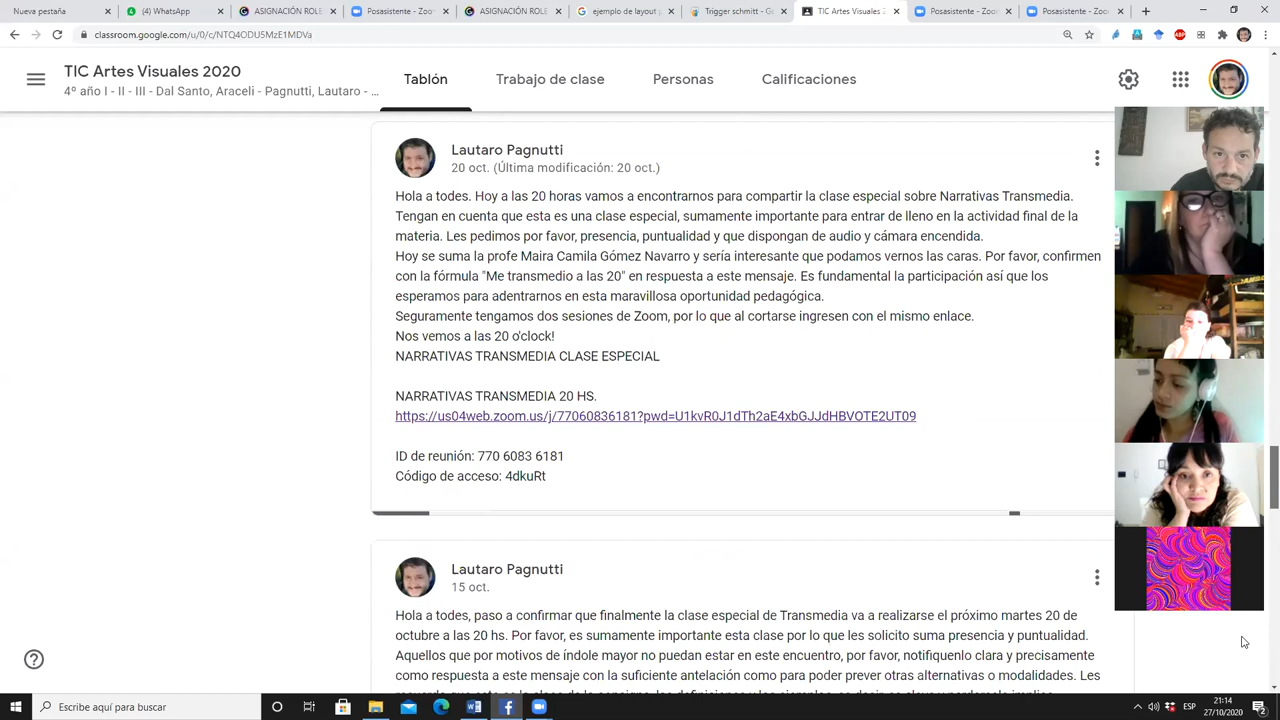 Nueva pestaña
(4) WhatsApp
ASIGNACIÓN ROLE
Posasistente - Zoo
ASIGNACIÓN ROLE
ejemplo de layout
Trigger schmitt - G
TIC Artes Visuales 2
Posasistente - Zoo
Posasistente - Zoo
classroom.google.com/u/0/c/NTQ4ODU5MzE1MDVa
ABP
TIC Artes Visuales 2020
4º año I - II - III - Dal Santo, Araceli - Pagnutti, Lautaro - ...
Tablón
Trabajo de clase
Personas
Calificaciones
Lautaro Pagnutti
20 oct. (Última modificación: 20 oct.)
Hola a todes. Hoy a las 20 horas vamos a encontrarnos para compartir la clase especial sobre Narrativas Transmedia.
Tengan en cuenta que esta es una clase especial, sumamente importante para entrar de lleno en la actividad final de la
materia. Les pedimos por favor, presencia, puntualidad y que dispongan de audio y cámara encendida.
Hoy se suma la profe Maira Camila Gómez Navarro y sería interesante que podamos vernos las caras. Por favor, confirmen
con la fórmula "Me transmedio a las 20" en respuesta a este mensaje. Es fundamental la participación así que los
esperamos para adentrarnos en esta maravillosa oportunidad pedagógica.
Seguramente tengamos dos sesiones de Zoom, por lo que al cortarse ingresen con el mismo enlace.
Nos vemos a las 20 o'clock!
NARRATIVAS TRANSMEDIA CLASE ESPECIAL
NARRATIVAS TRANSMEDIA 20 HS.
https://us04web.zoom.us/j/77060836181?pwd=U1kvR0J1dTh2aE4xbGJJdHBVOTE2UT09
ID de reunión: 770 6083 6181
Código de acceso: 4dkuRt
Lautaro Pagnutti
15 oct.
Hola a todes, paso a confirmar que finalmente la clase especial de Transmedia va a realizarse el próximo martes 20 de
octubre a las 20 hs. Por favor, es sumamente importante esta clase por lo que les solicito suma presencia y puntualidad.
Aquellos que por motivos de índole mayor no puedan estar en este encuentro, por favor, notifiquenlo clara y precisamente
como respuesta a este mensaje con la suficiente antelación como para poder prever otras alternativas o modalidades. Les
Escribe aquí para buscar
ESP
21:14
27/10/2020
2